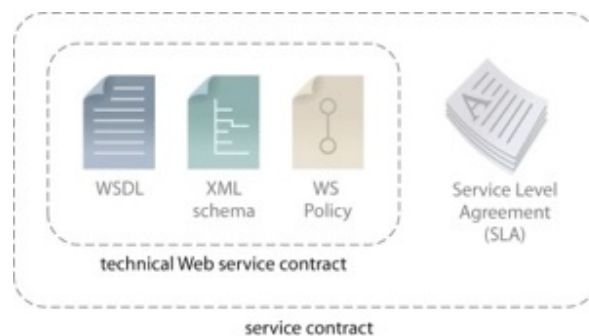 WSDL
XML
schema
WS
Policy
Service Level
Agreement
(SLA)
technical Web service contract
service contract